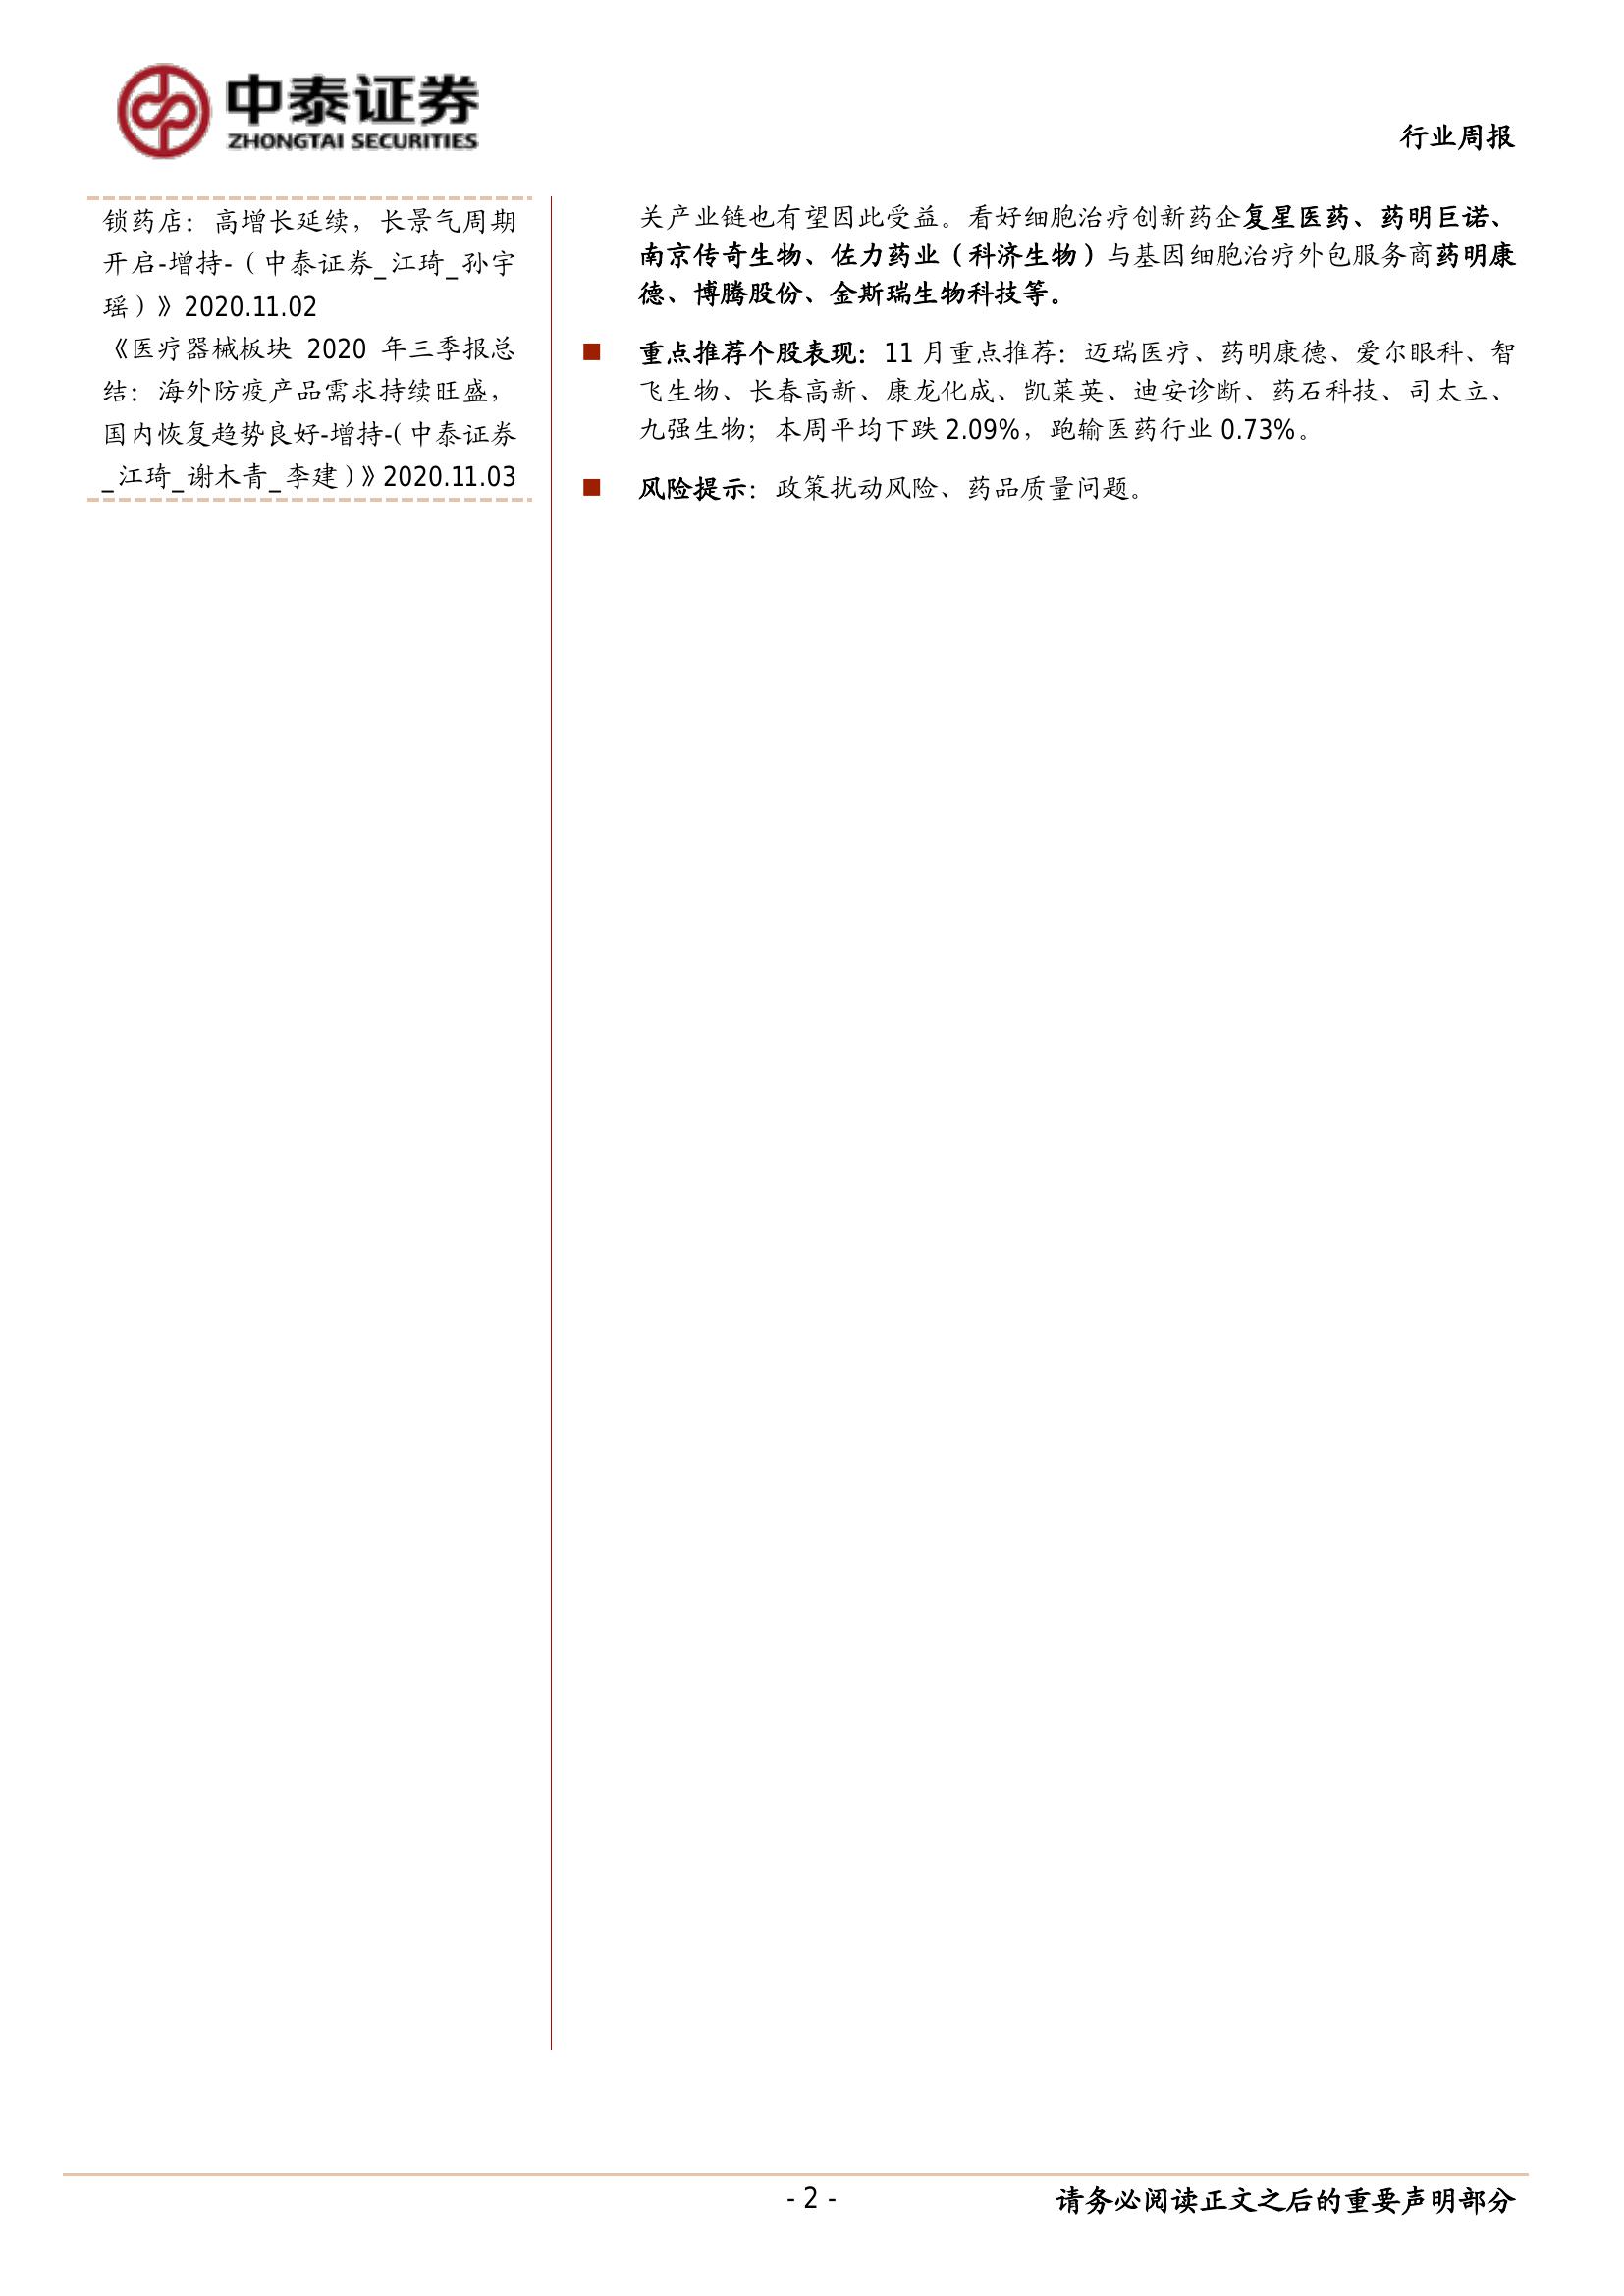 中泰证券
ZHONGTAI SECURITIES
行业周报
锁药店：高增长延续，长景气周期
开启-增持-（中泰证券_江琦_孙宇
瑶）》2020.11.02
《医疗器械板块 2020 年三季报总
结：海外防疫产品需求持续旺盛，
国内恢复趋势良好-增持-(中泰证券
_江琦_谢木青_李建)》2020.11.03
关产业链也有望因此受益。看好细胞治疗创新药企复星医药、药明巨诺、
南京传奇生物、佐力药业（科济生物）与基因细胞治疗外包服务商药明康
德、博腾股份、金斯瑞生物科技等。
■ 重点推荐个股表现：11 月重点推荐：迈瑞医疗、药明康德、爱尔眼科、智
飞生物、长春高新、康龙化成、凯莱英、迪安诊断、药石科技、司太立、
九强生物；本周平均下跌 2.09%，跑输医药行业 0.73%。
■ 风险提示：政策扰动风险、药品质量问题。
- 2 -
请务必阅读正文之后的重要声明部分